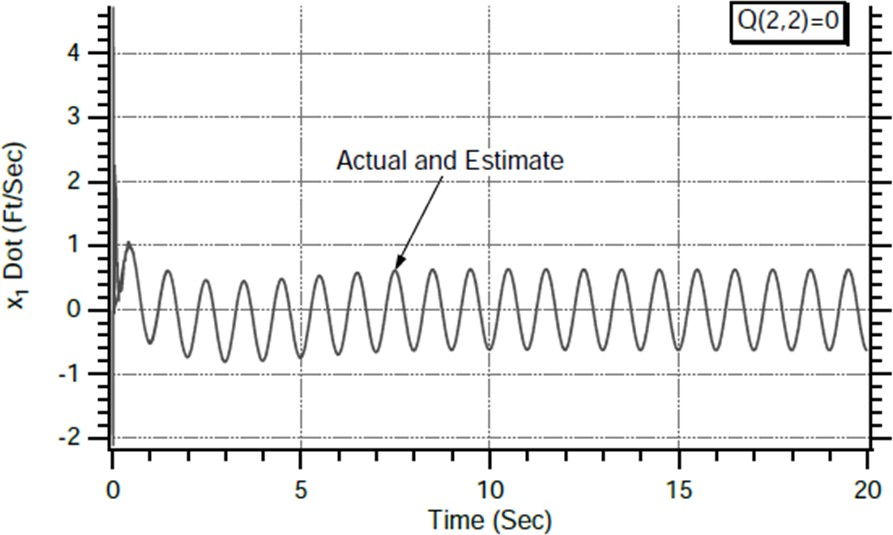 Q(2,2)=0
4
3
2
1
0
-1
-2
x1 Dot (Ft/Sec)
Actual and Estimate
0 5 10 15 20
Time (Sec)